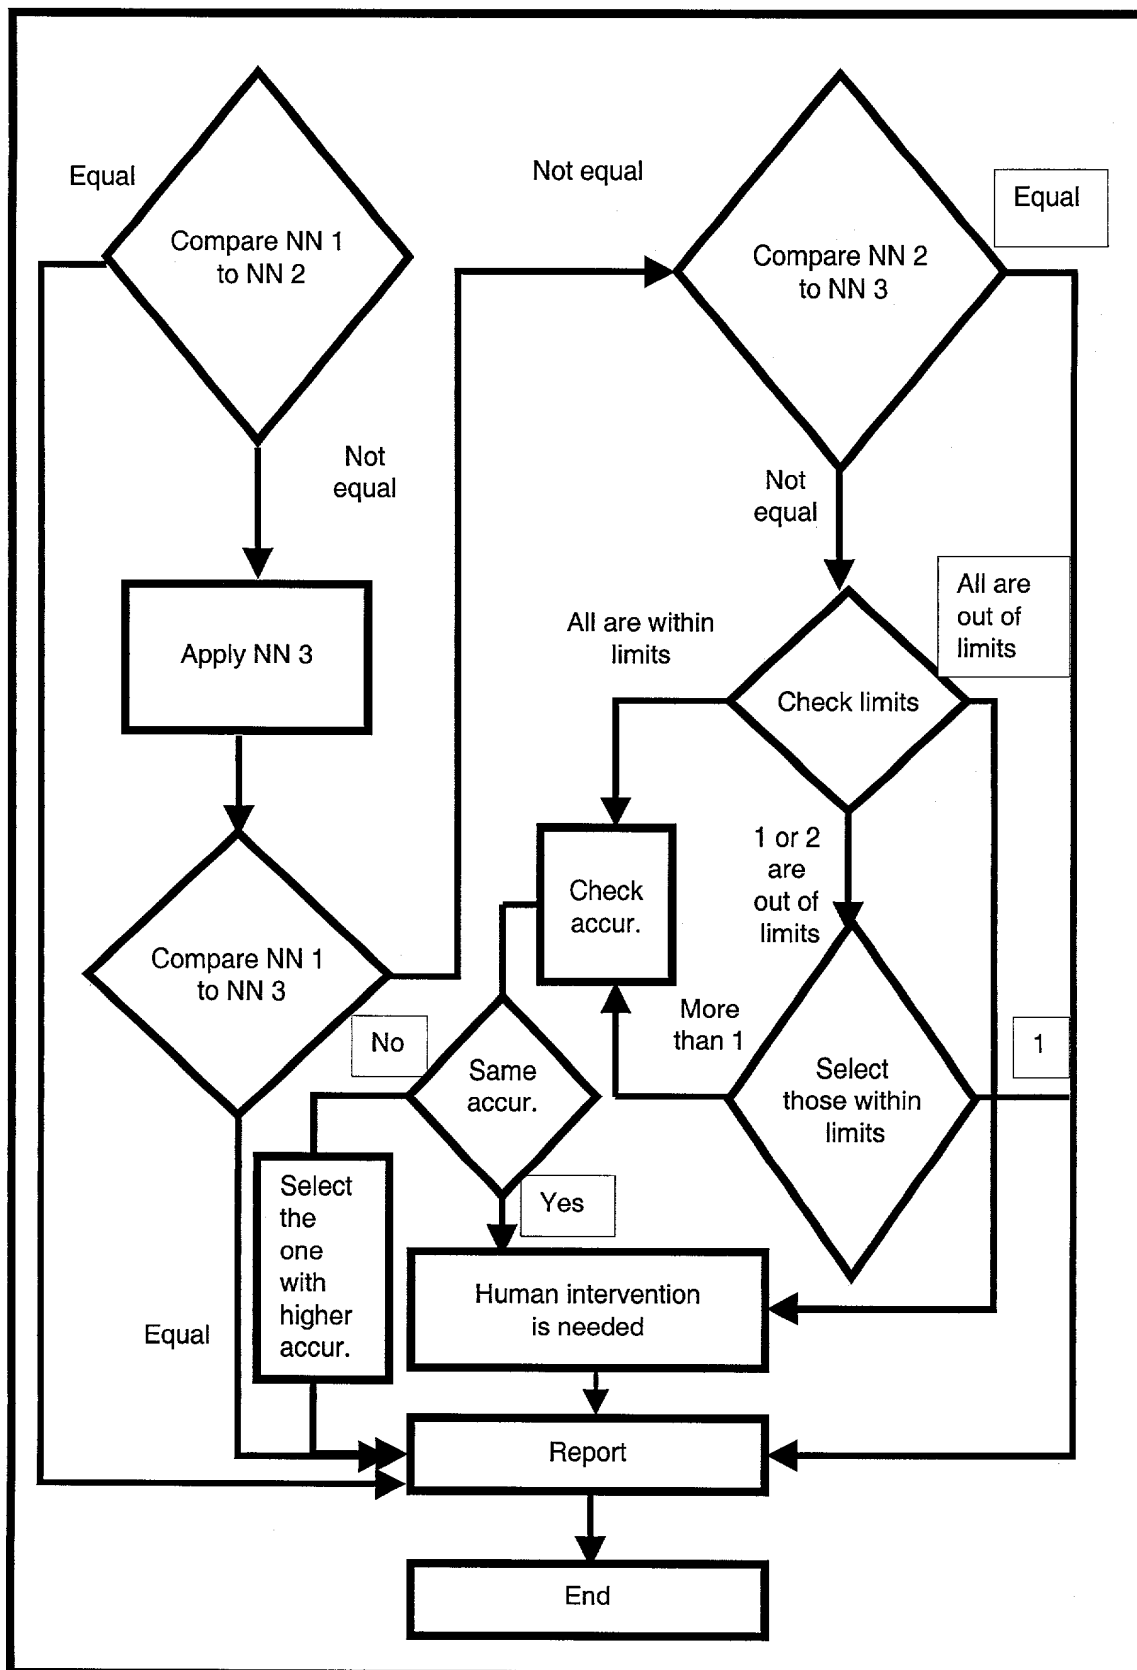 Equal
Compare NN 1
to NN 2
Not
equal
Apply NN 3
Compare NN 1
to NN 3
Equal
Not equal
Compare NN 2
to NN 3
Equal
Not
equal
All are within
limits
Check limits
All are
out of
limits
1 or 2
are
out of
limits
Check
accur.
More
than 1
Select
those within
limits
1
No
Same
accur.
Yes
Select
the
one
with
higher
accur.
Human intervention
is needed
Report
End